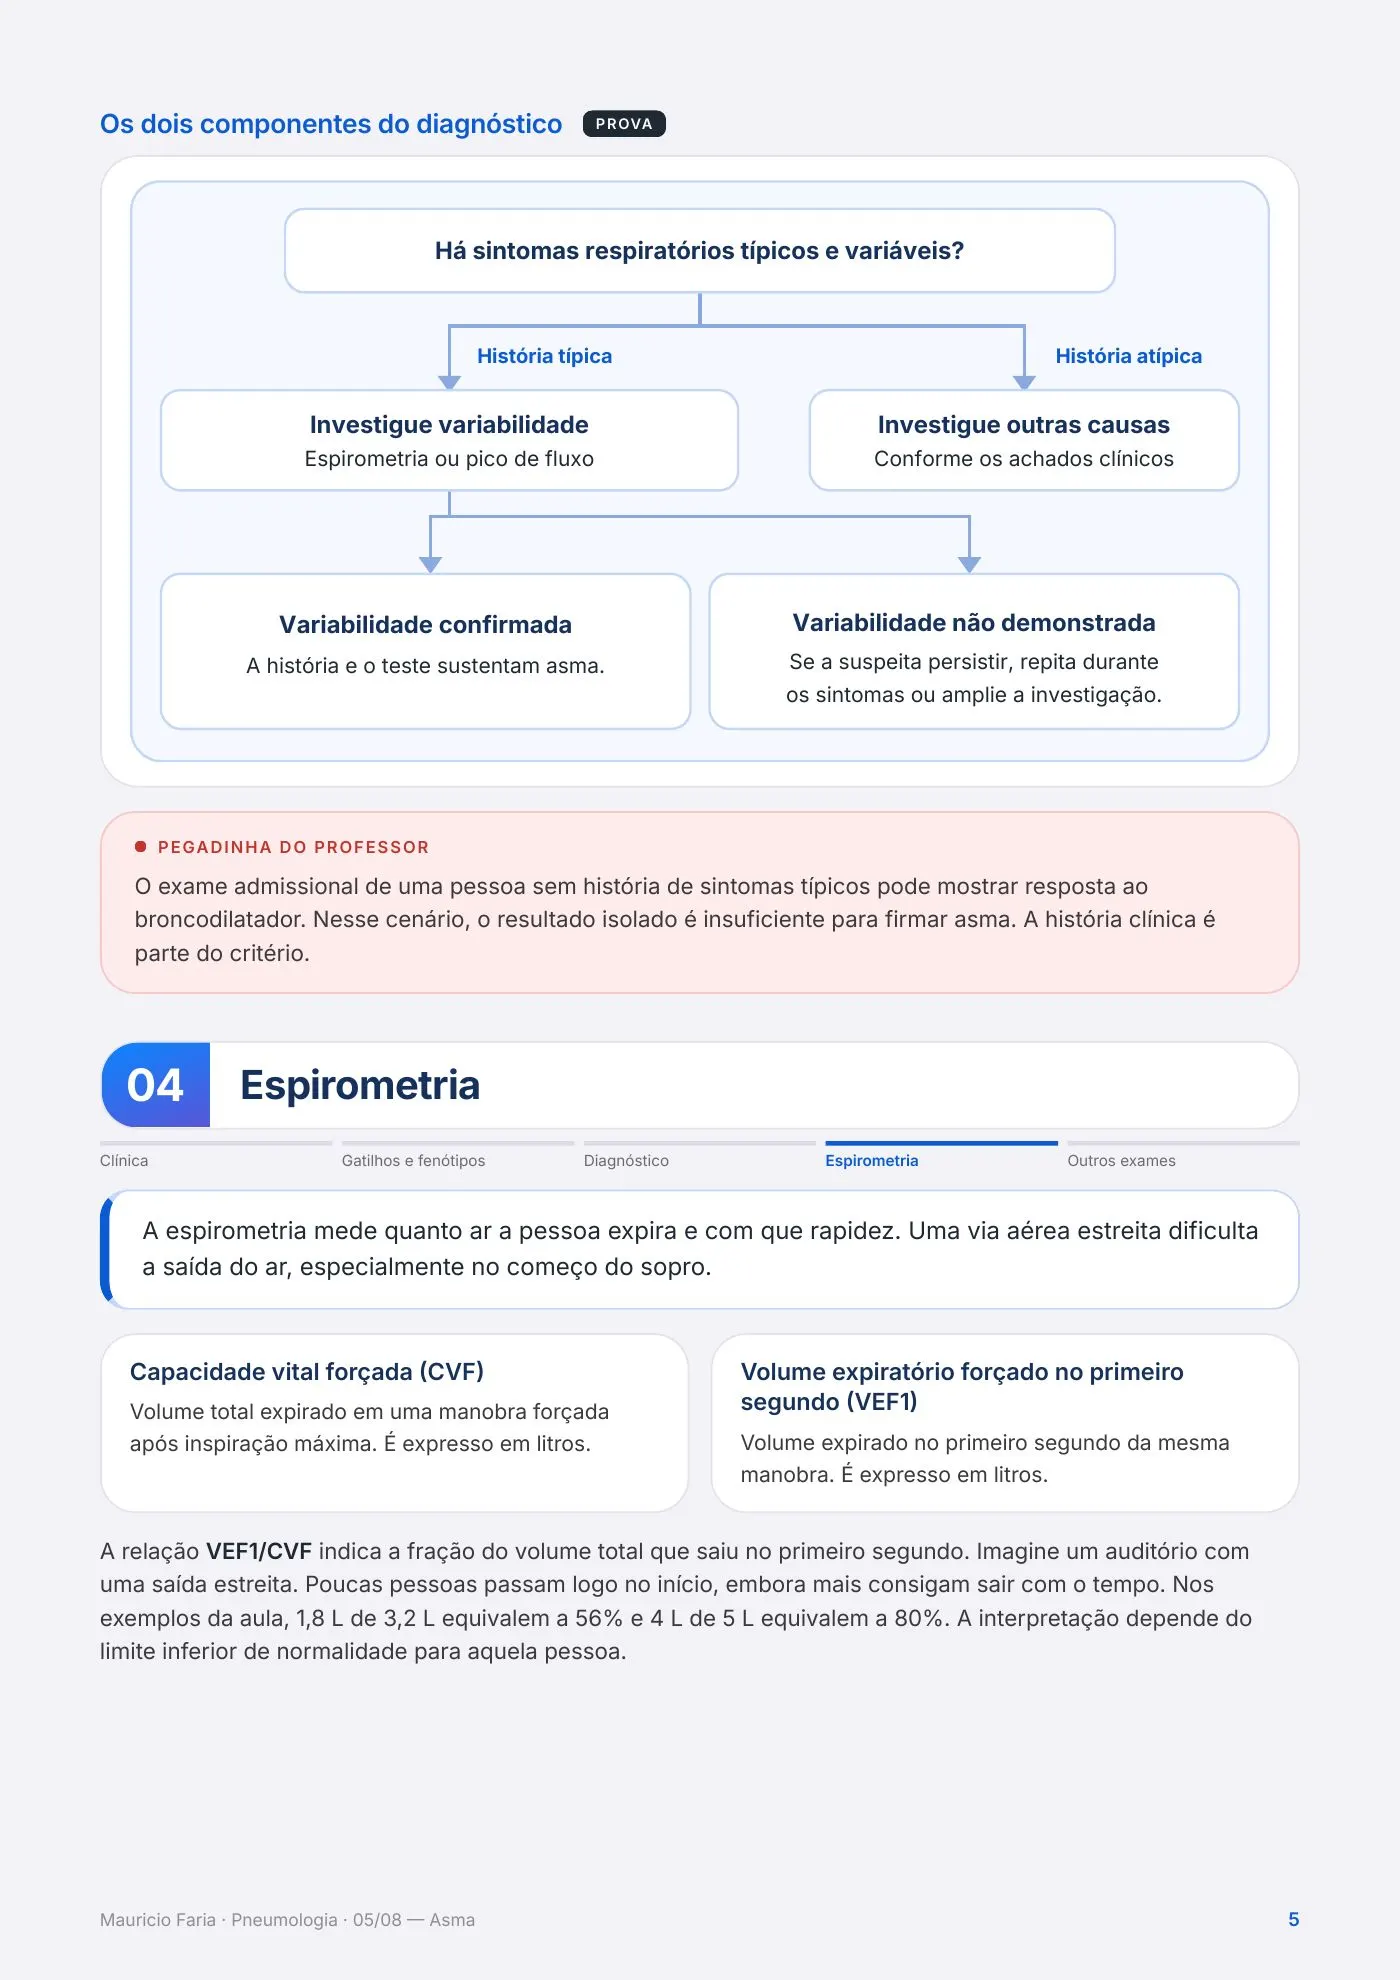 Os dois componentes do diagnóstico PROVA
Há sintomas respiratórios típicos e variáveis?
História típica
História atípica
Investigue variabilidade
Espirometria ou pico de fluxo
Investigue outras causas
Conforme os achados clínicos
Variabilidade confirmada
A história e o teste sustentam asma.
Variabilidade não demonstrada
Se a suspeita persistir, repita durante
os sintomas ou amplie a investigação.
PEGADINHA DO PROFESSOR
O exame admissional de uma pessoa sem história de sintomas típicos pode mostrar resposta ao
broncodilatador. Nesse cenário, o resultado isolado é insuficiente para firmar asma. A história clínica é
parte do critério.
04 Espirometria
Clínica
Gatilhos e fenótipos
Diagnóstico
Espirometria
Outros exames
A espirometria mede quanto ar a pessoa expira e com que rapidez. Uma via aérea estreita dificulta
a saída do ar, especialmente no começo do sopro.
Capacidade vital forçada (CVF)
Volume total expirado em uma manobra forçada
após inspiração máxima. É expresso em litros.
Volume expiratório forçado no primeiro
segundo (VEF1)
Volume expirado no primeiro segundo da mesma
manobra. É expresso em litros.
A relação VEF1/CVF indica a fração do volume total que saiu no primeiro segundo. Imagine um auditório com
uma saída estreita. Poucas pessoas passam logo no início, embora mais consigam sair com o tempo. Nos
exemplos da aula, 1,8 L de 3,2 L equivalem a 56% e 4 L de 5 L equivalem a 80%. A interpretação depende do
limite inferior de normalidade para aquela pessoa.
Mauricio Faria · Pneumologia · 05/08 — Asma
5